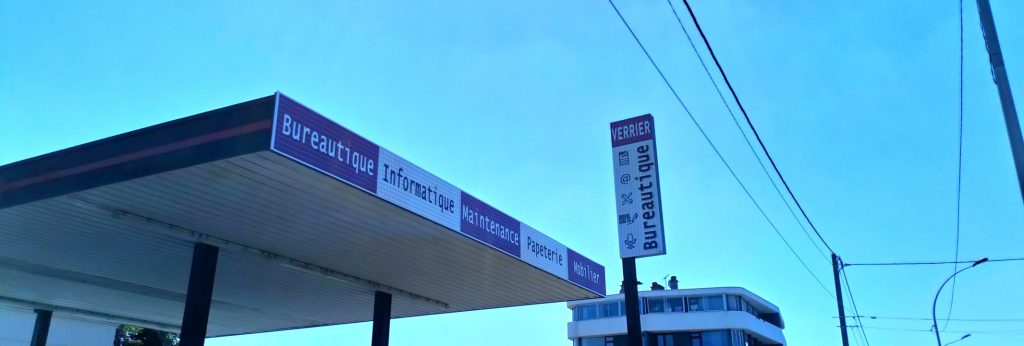 Bureautique Informatique Maintenance Papeterie Mobilier
VERRIER
Bureautique